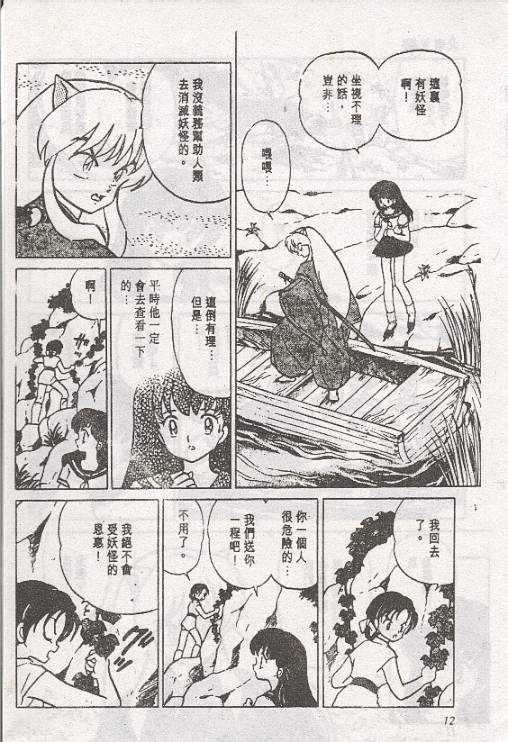 這裏
有妖怪
啊！
坐視不理
的話，
豈非…
喂喂…
我沒義務幫助人類
去消滅妖怪的。
這倒有理…
但是…
平時他一定
會去查看一下
的…
啊！
我回去
了。
你一個人
很危險的…
我們送你
一程吧！
不用了。
我絕不會
受妖怪的
恩惠！
12